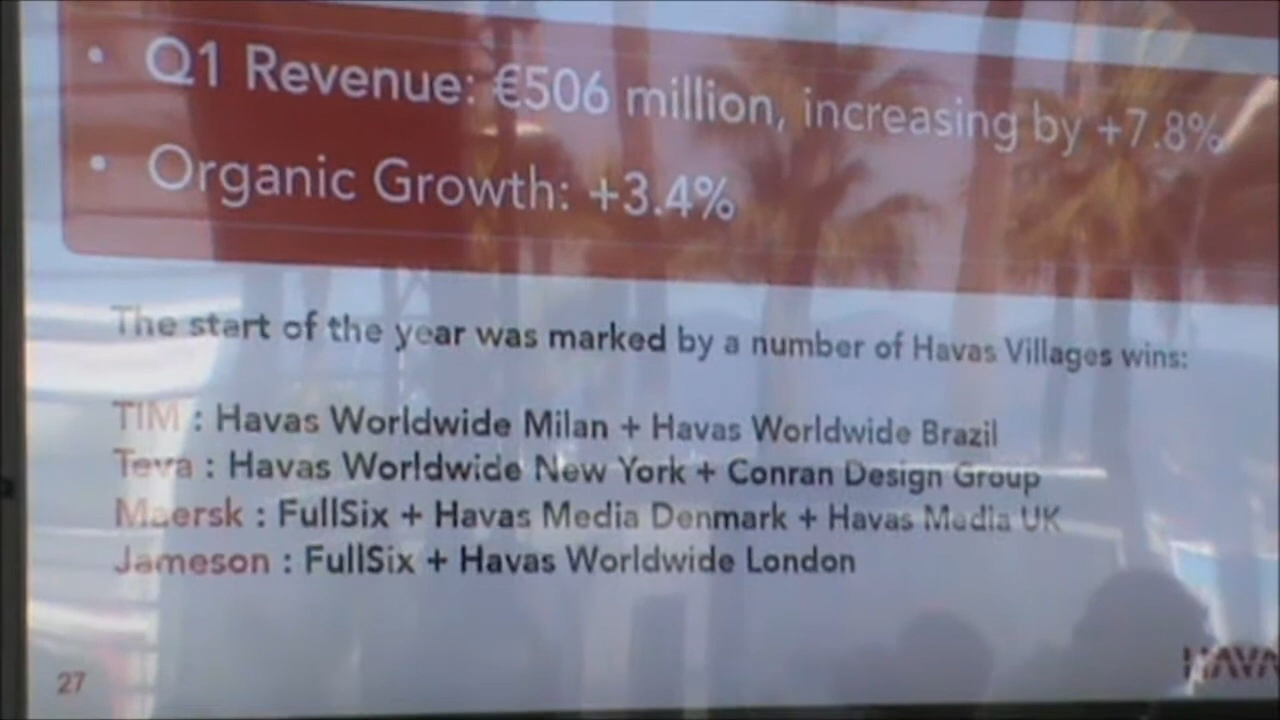 • Q1 Revenue: €506 million, increasing by +7.8%
• Organic Growth: +3.4%
The start of the year was marked by a number of Havas Villages wins:
TIM : Havas Worldwide Milan + Havas Worldwide Brazil
Teva : Havas Worldwide New York + Conran Design Group
Maersk : FullSix + Havas Media Denmark + Havas Media UK
Jameson : FullSix + Havas Worldwide London
27
HAVA